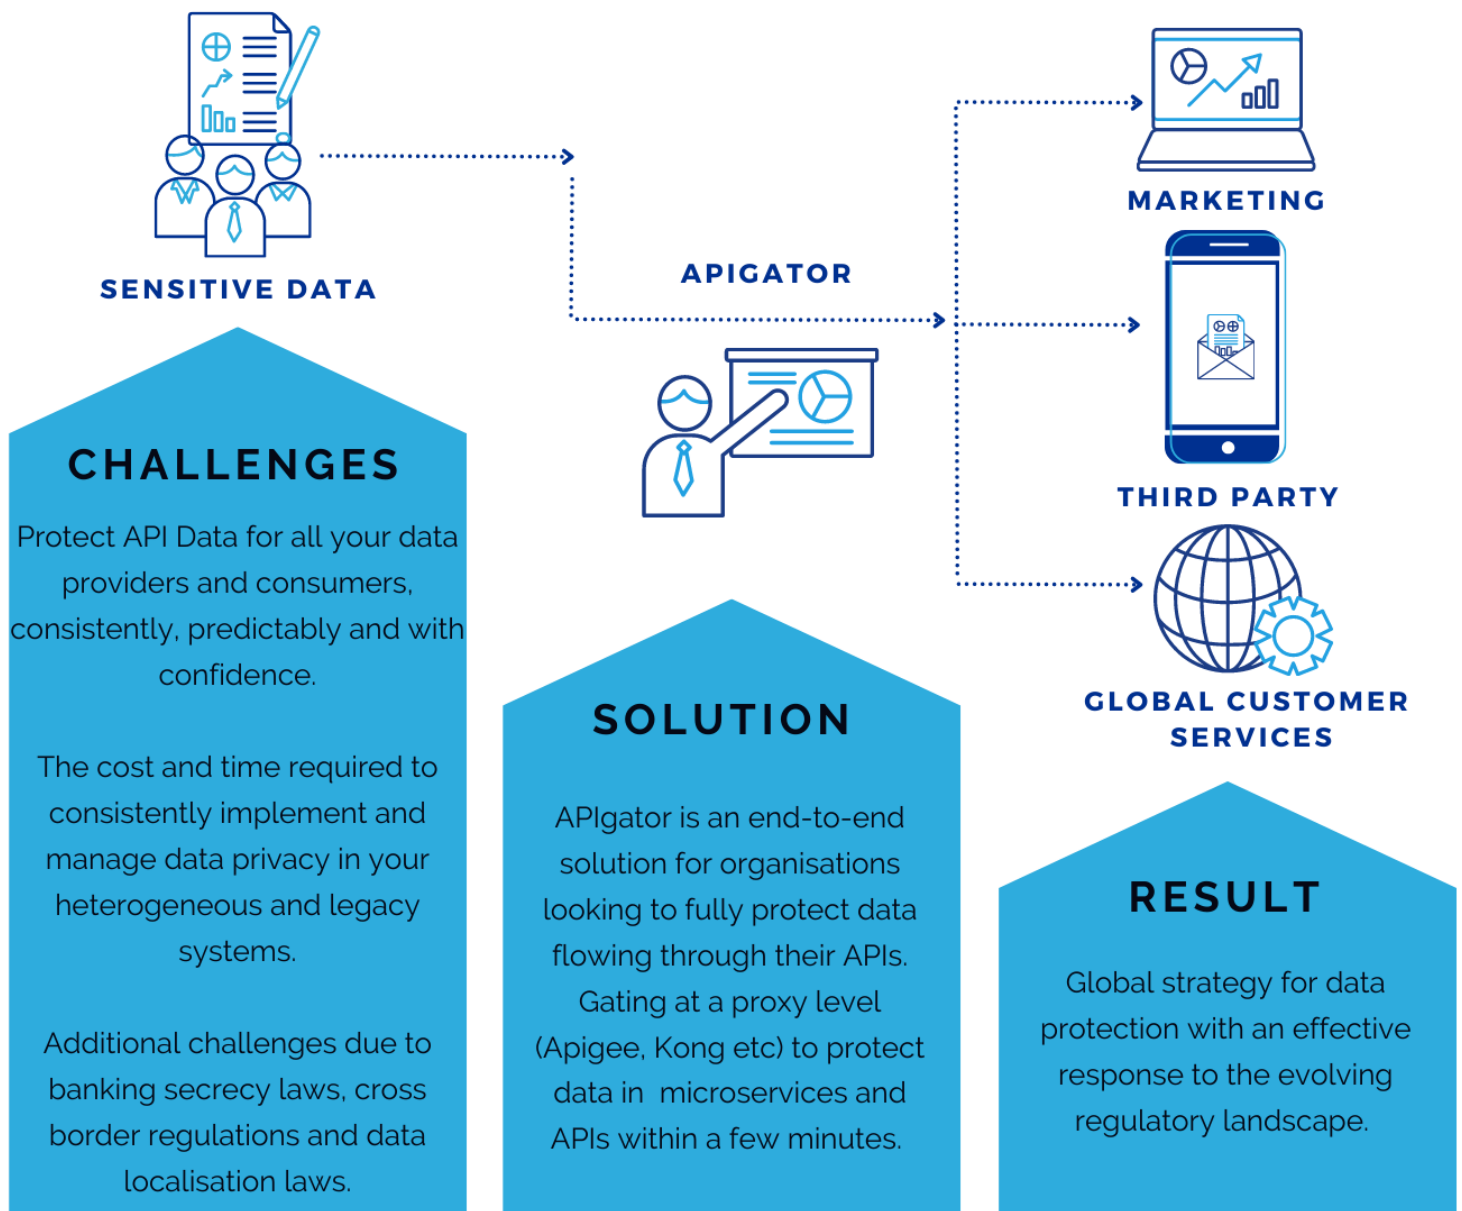 SENSITIVE DATA
CHALLENGES
Protect API Data for all your data
providers and consumers,
consistently, predictably and with
confidence.
The cost and time required to
consistently implement and
manage data privacy in your
heterogeneous and legacy
systems.
Additional challenges due to
banking secrecy laws, cross
border regulations and data
localisation laws.
APIGATOR
SOLUTION
APIgator is an end-to-end
solution for organisations
looking to fully protect data
flowing through their APIs.
Gating at a proxy level
(Apigee, Kong etc) to protect
data in  microservices and
APIs within a few minutes.
MARKETING
THIRD PARTY
GLOBAL CUSTOMER
SERVICES
RESULT
Global strategy for data
protection with an effective
response to the evolving
regulatory landscape.